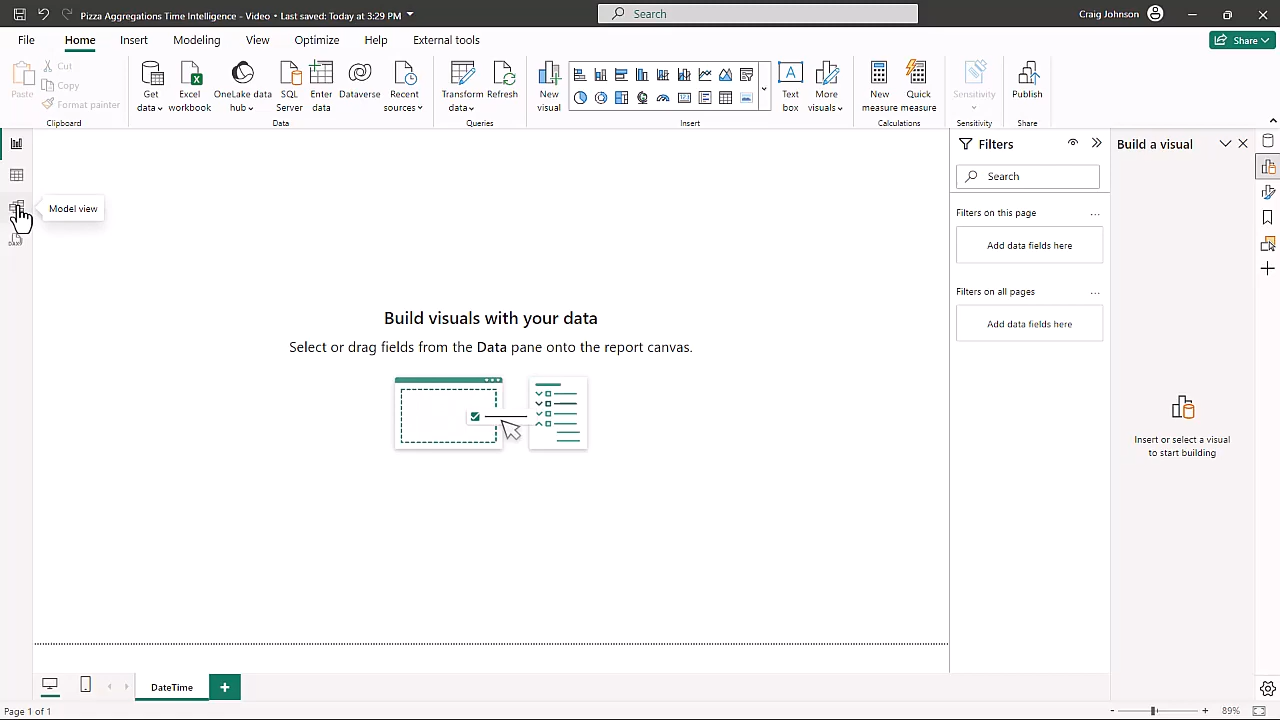 Pizza Aggregations Time Intelligence - Video • Last saved: Today at 3:29 PM
Search
Craig Johnson
File
Home
Insert
Modeling
View
Optimize
Help
External tools
Share
Paste
Cut
Copy
Format painter
Get data
Excel workbook
OneLake data hub
SQL Server
Enter data
Dataverse
Recent sources
Transform data
Refresh
New visual
Text box
More visuals
New measure
Quick measure
Sensitivity
Publish
Clipboard
Data
Queries
Insert
Calculations
Sensitivity
Share
Model view
Build visuals with your data
Select or drag fields from the Data pane onto the report canvas.
Filters
Search
Filters on this page
...
Add data fields here
Filters on all pages
...
Add data fields here
Build a visual
Insert or select a visual
to start building
DateTime
Page 1 of 1
89%